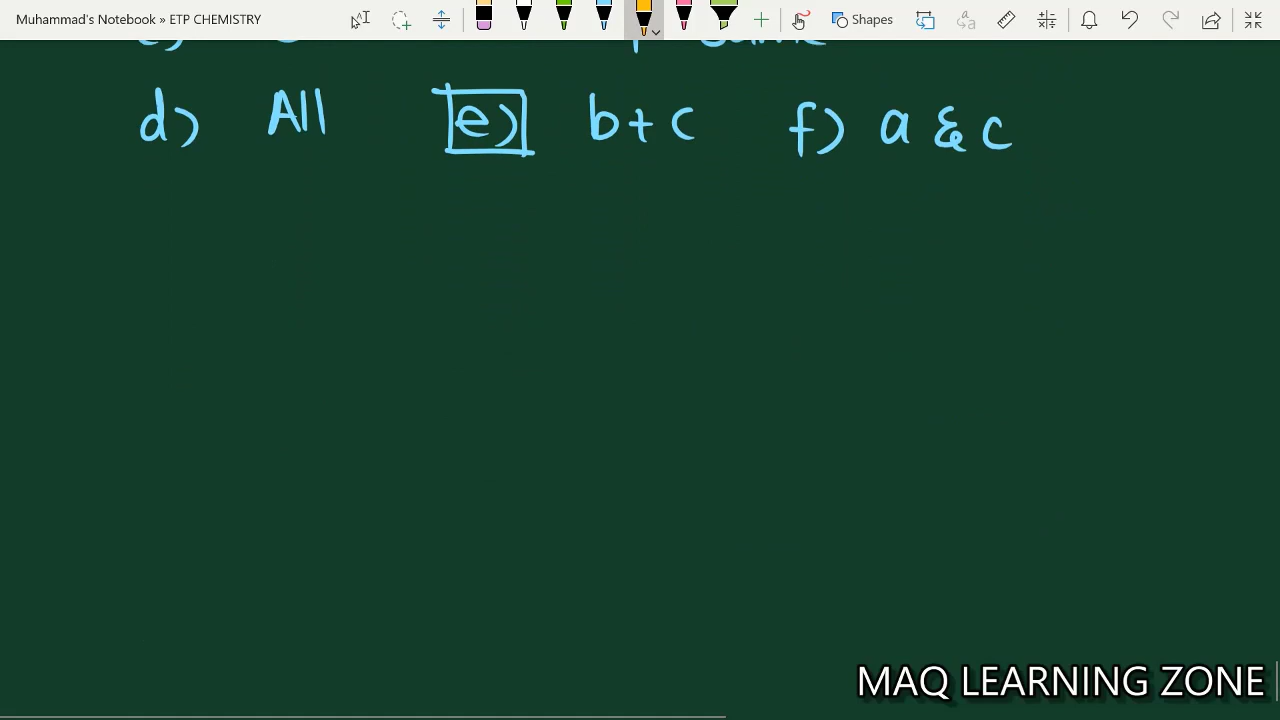 Muhammad's Notebook » ETP CHEMISTRY Shapes
d) All e) b+c f) a & c
MAQ LEARNING ZONE